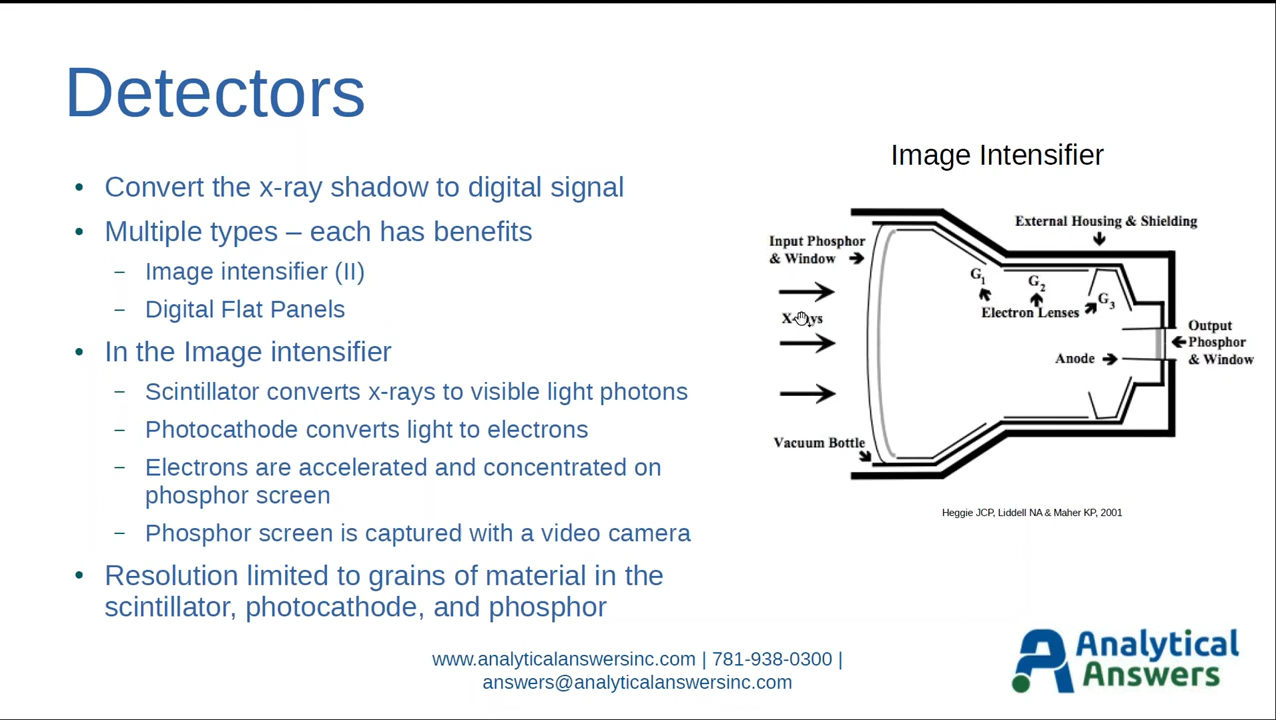 Detectors
• Convert the x-ray shadow to digital signal
• Multiple types – each has benefits
– Image intensifier (II)
– Digital Flat Panels
• In the Image intensifier
– Scintillator converts x-rays to visible light photons
– Photocathode converts light to electrons
– Electrons are accelerated and concentrated on
phosphor screen
– Phosphor screen is captured with a video camera
• Resolution limited to grains of material in the
scintillator, photocathode, and phosphor
Image Intensifier
External Housing & Shielding
Input Phosphor
& Window
G1
G2
G3
Electron Lenses
Output
Phosphor
& Window
Anode
Vacuum Bottle
Heggie JCP, Liddell NA & Maher KP, 2001
www.analyticalanswersinc.com | 781-938-0300 |
answers@analyticalanswersinc.com
Analytical
Answers